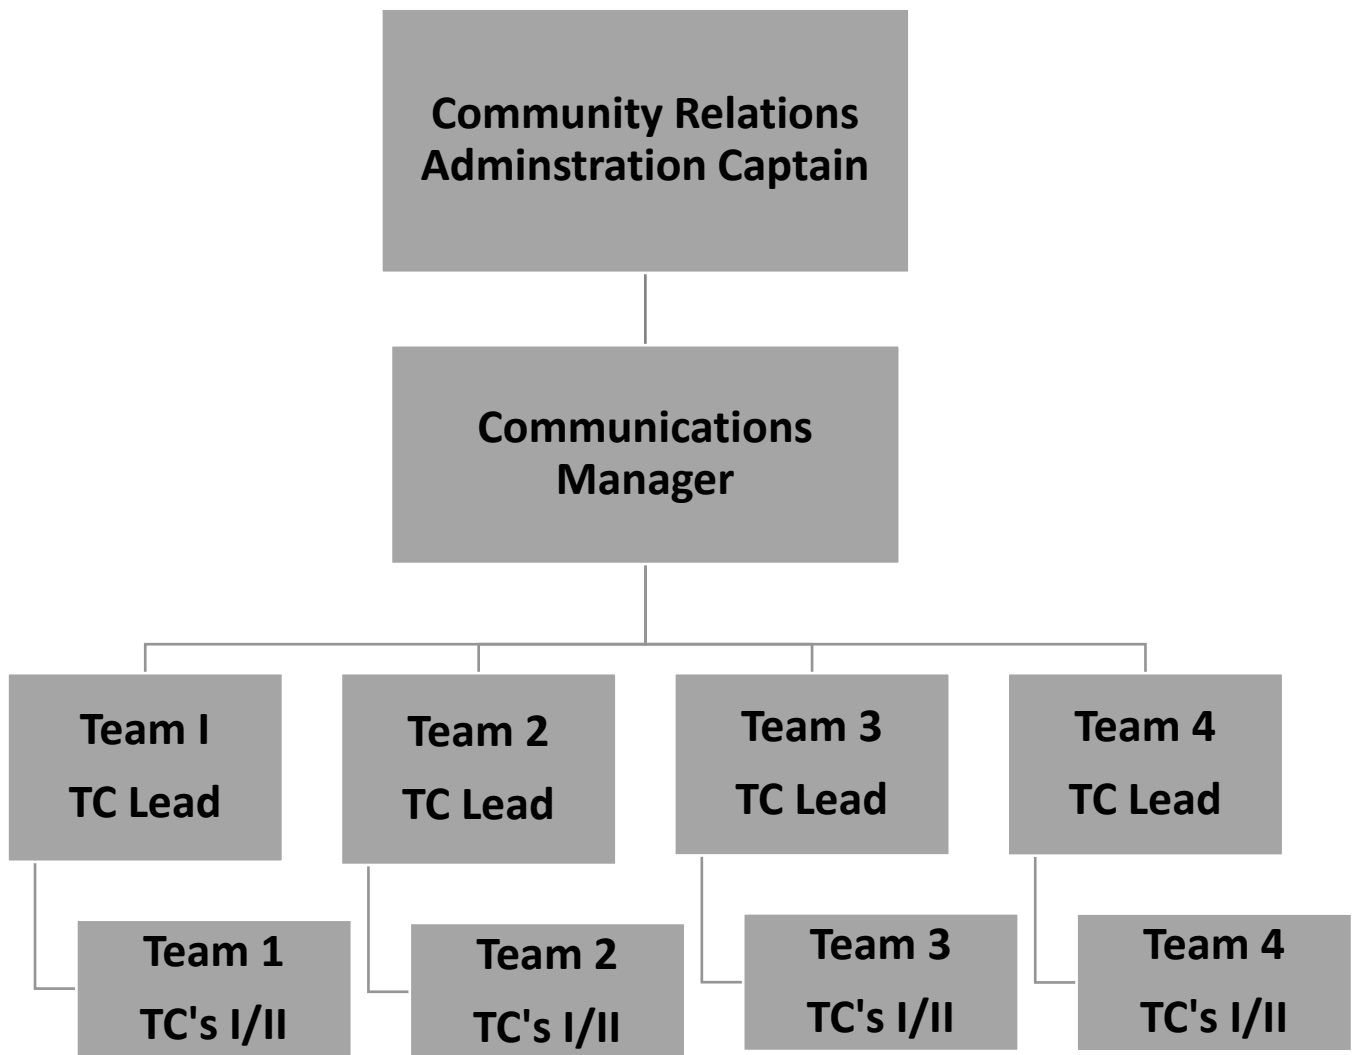 Community Relations
Adminstration Captain
Communications
Manager
Team I
TC Lead
Team 2
TC Lead
Team 3
TC Lead
Team 4
TC Lead
Team 1
TC's I/II
Team 2
TC's I/II
Team 3
TC's I/II
Team 4
TC's I/II